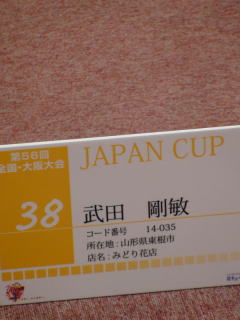 第56回
全国・大阪大会
JAPAN CUP
38
武田 剛敏
コード番号 14-035
所在地：山形県東根市
店名：みどり花店